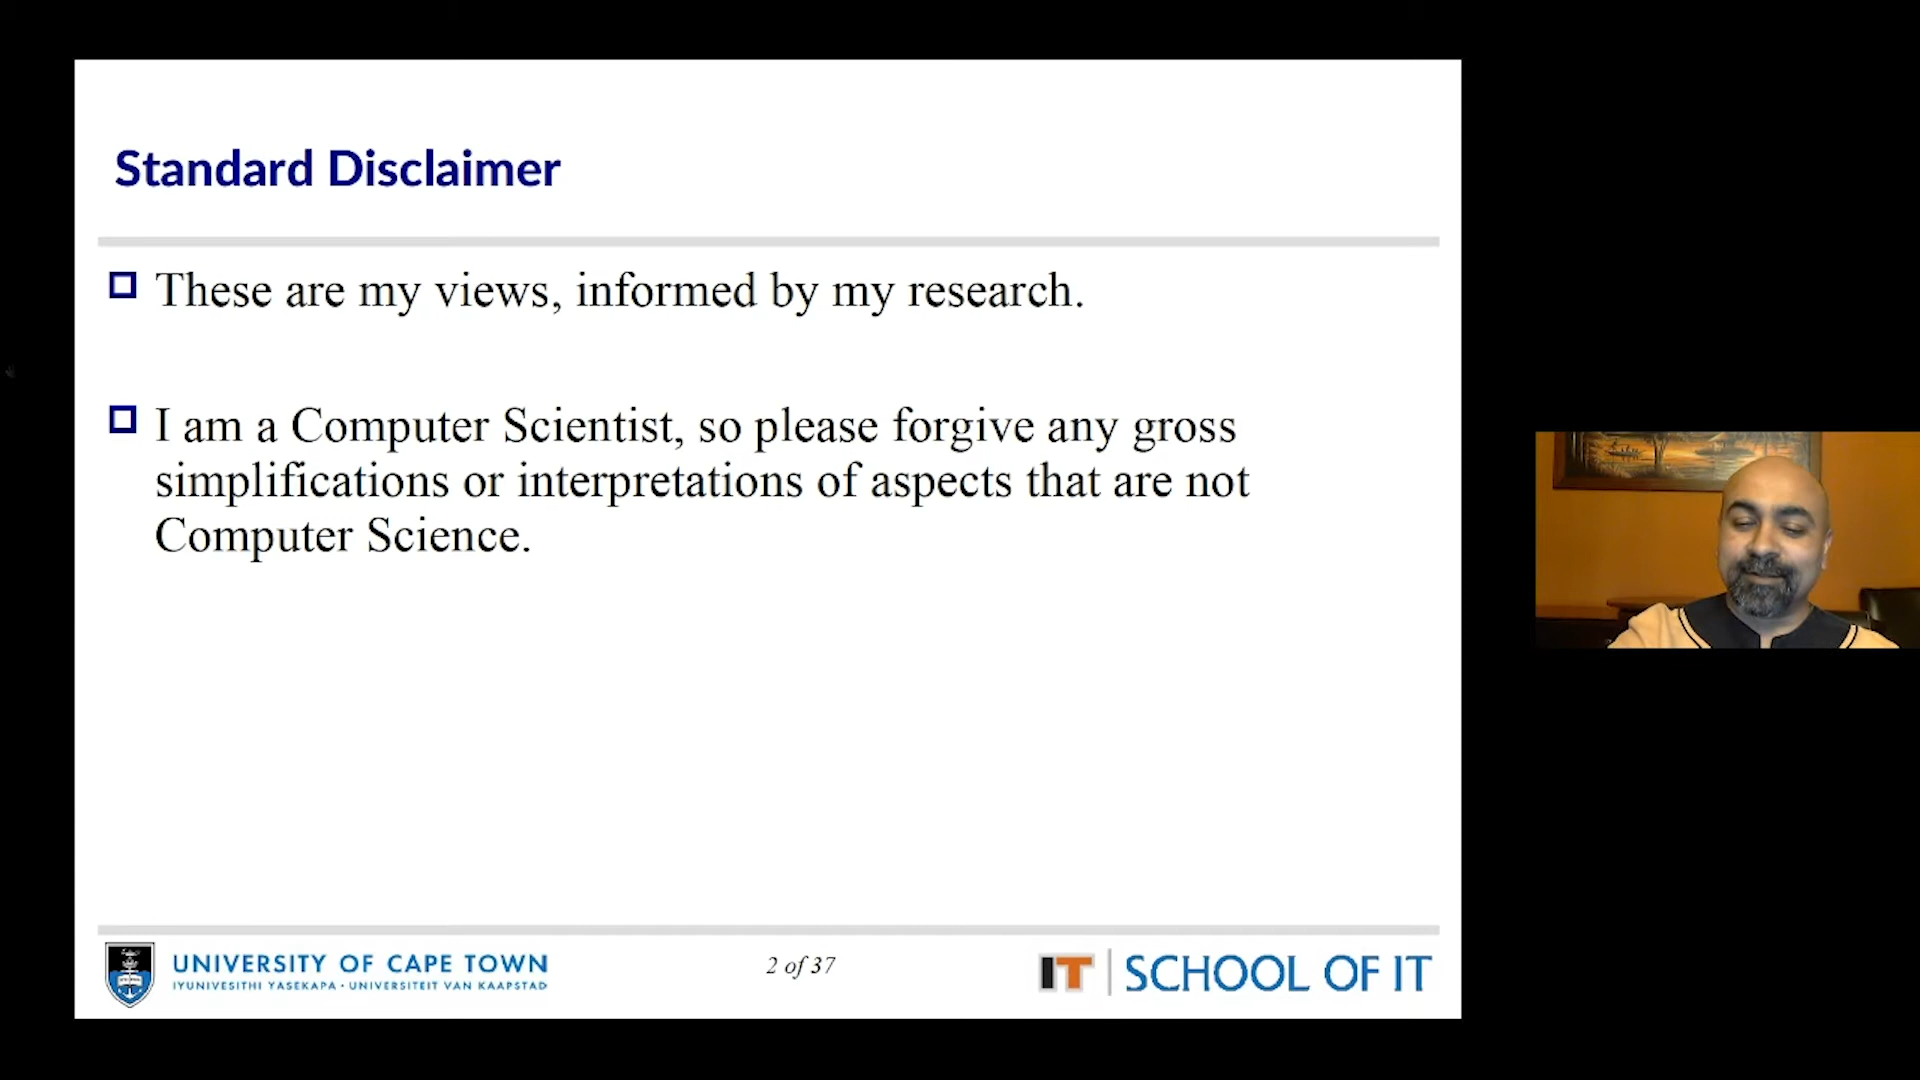 Standard Disclaimer
These are my views, informed by my research.
I am a Computer Scientist, so please forgive any gross
simplifications or interpretations of aspects that are not
Computer Science.
UNIVERSITY OF CAPE TOWN
IYUNIVESITHI YASEKAPA · UNIVERSITEIT VAN KAAPSTAD
2 of 37
IT SCHOOL OF IT